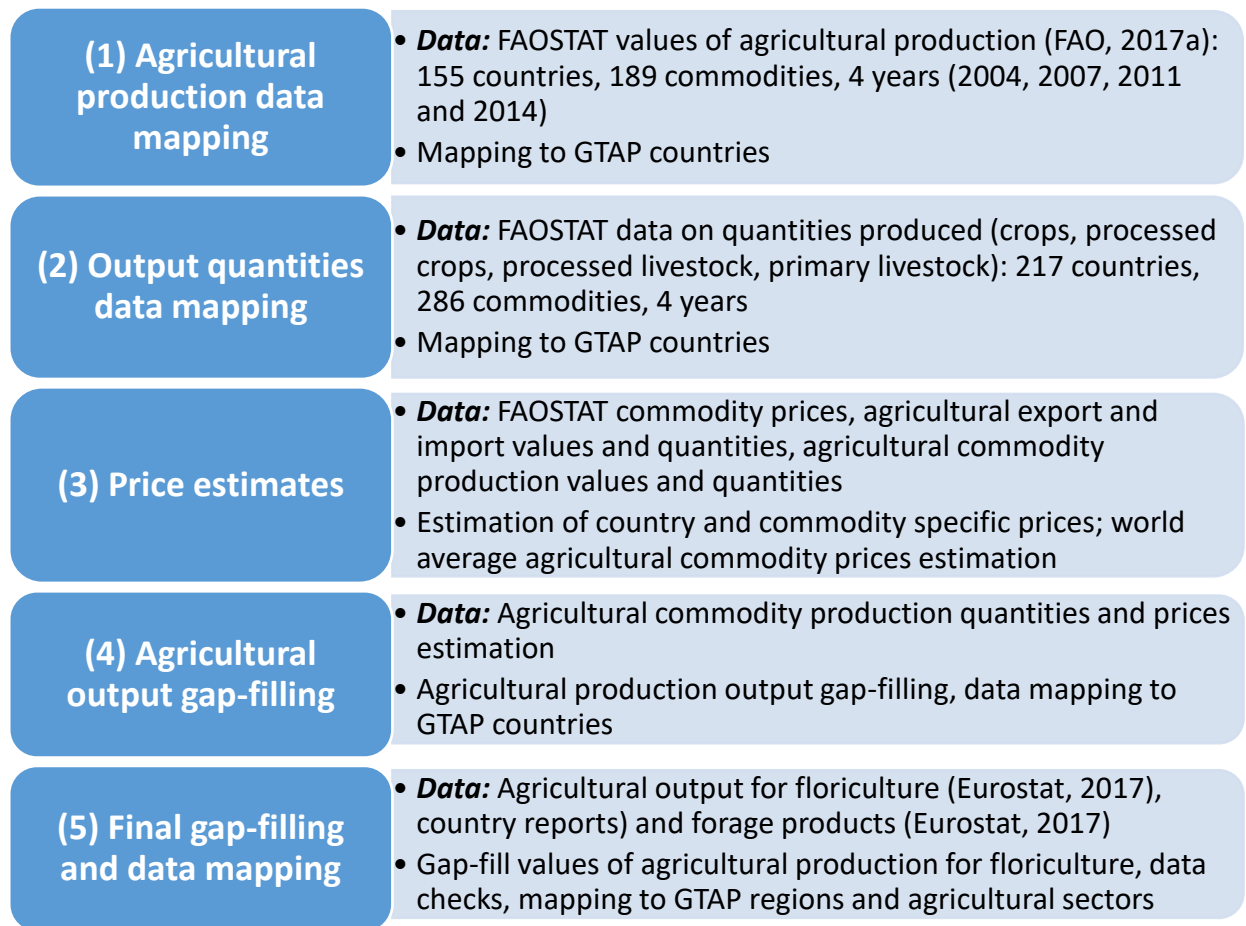 (1) Agricultural
production data
mapping
• Data: FAOSTAT values of agricultural production (FAO, 2017a):
155 countries, 189 commodities, 4 years (2004, 2007, 2011
and 2014)
• Mapping to GTAP countries
(2) Output quantities
data mapping
• Data: FAOSTAT data on quantities produced (crops, processed
crops, processed livestock, primary livestock): 217 countries,
286 commodities, 4 years
• Mapping to GTAP countries
(3) Price estimates
• Data: FAOSTAT commodity prices, agricultural export and
import values and quantities, agricultural commodity
production values and quantities
• Estimation of country and commodity specific prices; world
average agricultural commodity prices estimation
(4) Agricultural
output gap-filling
• Data: Agricultural commodity production quantities and prices
estimation
• Agricultural production output gap-filling, data mapping to
GTAP countries
(5) Final gap-filling
and data mapping
• Data: Agricultural output for floriculture (Eurostat, 2017),
country reports) and forage products (Eurostat, 2017)
• Gap-fill values of agricultural production for floriculture, data
checks, mapping to GTAP regions and agricultural sectors